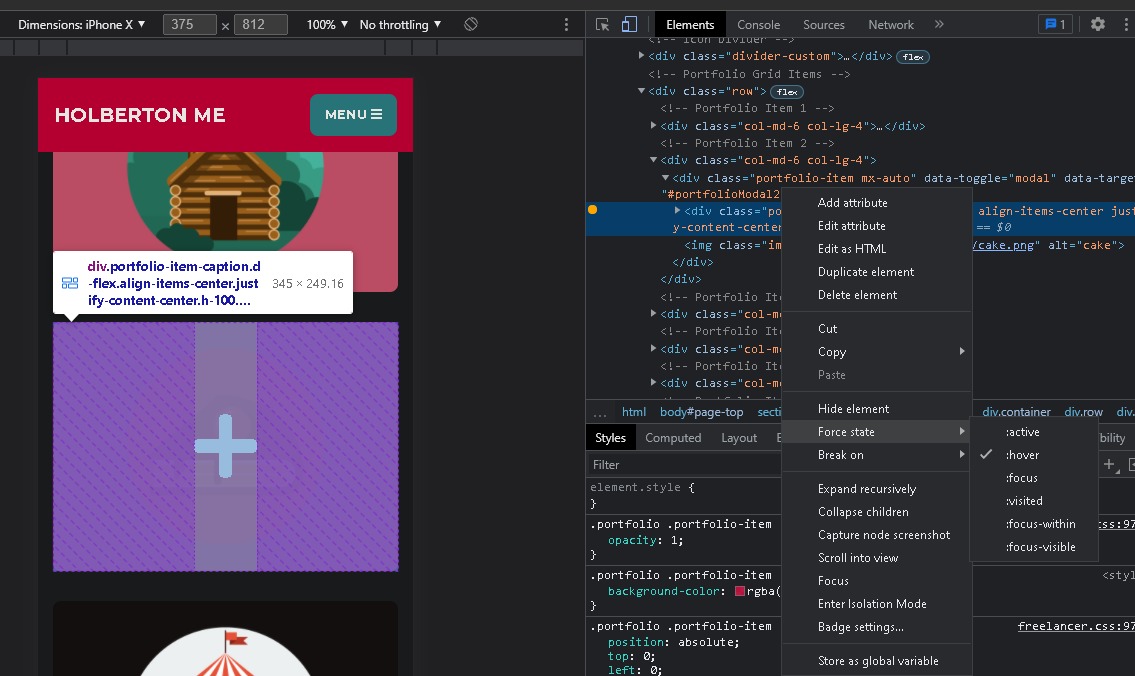 Dimensions: iPhone X ▼ 375 x 812 100% ▼ No throttling ▼
Elements Console Sources Network » 1
<!-- Icon Divider -->
<div class="divider-custom">…</div> flex
<!-- Portfolio Grid Items -->
<div class="row"> flex
<!-- Portfolio Item 1 -->
<div class="col-md-6 col-lg-4">…</div>
<!-- Portfolio Item 2 -->
<div class="col-md-6 col-lg-4">
<div class="portfolio-item mx-auto" data-toggle="modal" data-targe
"#portfolioModal2
<div class="po align-items-center jus
y-content-center == $0
<img class="im /cake.png" alt="cake">
</div>
</div>
<!-- Portfolio
<div class="col-m
<!-- Portfolio Ite
<div class="col-m
<!-- Portfolio Ite
<div class="col-m
HOLBERTON ME
MENU ☰
div.portfolio-item-caption.d
-flex.align-items-center.jus
tify-content-center.h-100....
345 × 249.16
Add attribute
Edit attribute
Edit as HTML
Duplicate element
Delete element
Cut
Copy
Paste
Hide element
Force state
Break on
Expand recursively
Collapse children
Capture node screenshot
Scroll into view
Focus
Enter Isolation Mode
Badge settings...
Store as global variable
:active
:hover
:focus
:visited
:focus-within
:focus-visible
... html body#page-top secti div.container div.row div.
Styles Computed Layout E bility
Filter
element.style {
}
.portfolio .portfolio-item css:97
opacity: 1;
}
.portfolio .portfolio-item <styl
background-color: rgba(
}
.portfolio .portfolio-item freelancer.css:97
position: absolute;
top: 0;
left: 0;